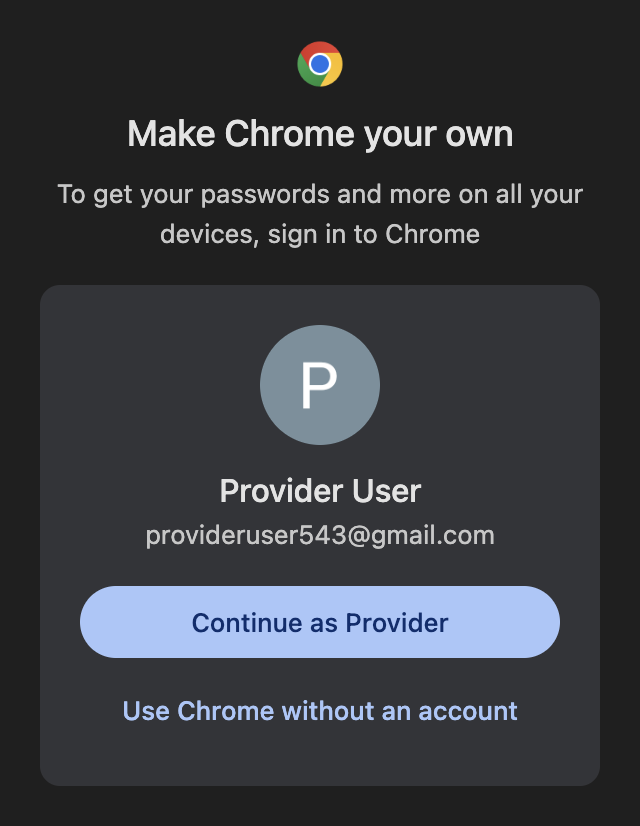 Make Chrome your own
To get your passwords and more on all your
devices, sign in to Chrome
P
Provider User
provideruser543@gmail.com
Continue as Provider
Use Chrome without an account